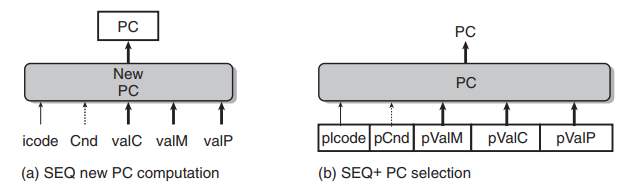 PC
New
PC
icode Cnd valC valM valP
(a) SEQ new PC computation
PC
PC
pIcode pCnd pValM pValC pValP
(b) SEQ+ PC selection